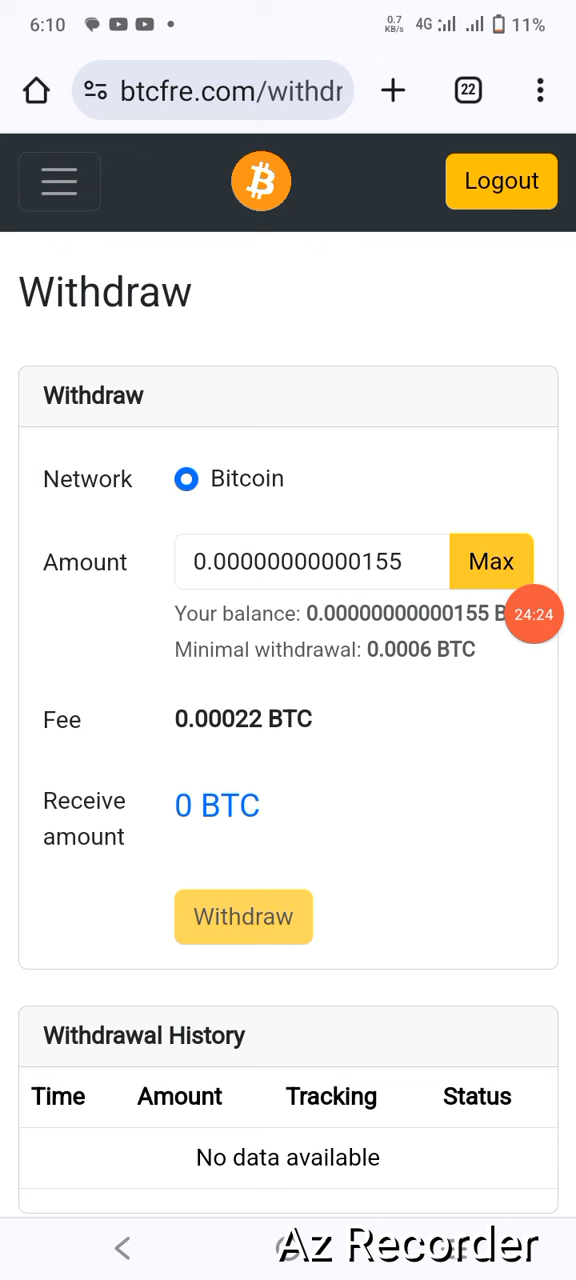 6:10
0.7
KB/s
4G
11%
btcfre.com/withdr
22
Logout
Withdraw
Withdraw
Network
Bitcoin
Amount
0.00000000000155
Max
Your balance: 0.00000000000155 B
24:24
Minimal withdrawal: 0.0006 BTC
Fee
0.00022 BTC
Receive
amount
0 BTC
Withdraw
Withdrawal History
Time Amount Tracking Status
No data available
Az Recorder